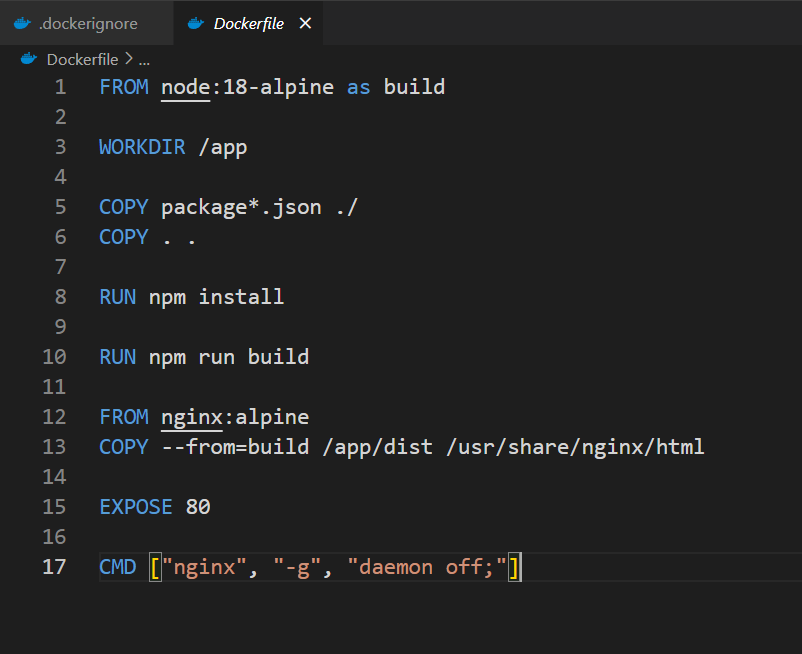 .dockerignore Dockerfile ×
Dockerfile > ...
1 FROM node:18-alpine as build
2
3 WORKDIR /app
4
5 COPY package*.json ./
6 COPY . .
7
8 RUN npm install
9
10 RUN npm run build
11
12 FROM nginx:alpine
13 COPY --from=build /app/dist /usr/share/nginx/html
14
15 EXPOSE 80
16
17 CMD ["nginx", "-g", "daemon off;"]